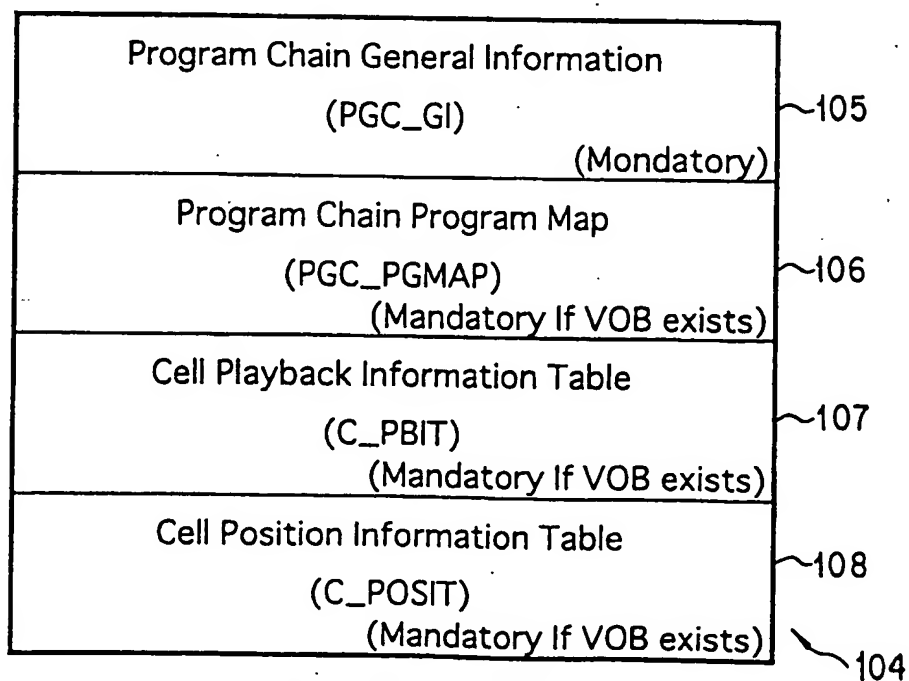 Program Chain General Information
(PGC_GI)
(Mondatory)
105
Program Chain Program Map
(PGC_PGMAP)
(Mandatory If VOB exists)
106
Cell Playback Information Table
(C_PBIT)
(Mandatory If VOB exists)
107
Cell Position Information Table
(C_POSIT)
(Mandatory If VOB exists)
108
104